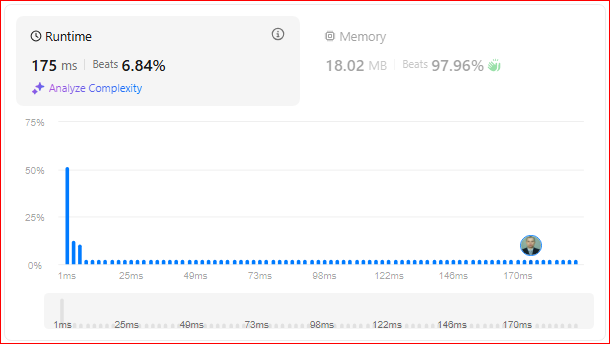 Runtime
175 ms | Beats 6.84%
Analyze Complexity
Memory
18.02 MB | Beats 97.96%
75%
50%
25%
0%
1ms 25ms 49ms 73ms 98ms 122ms 146ms 170ms
1ms 25ms 49ms 73ms 98ms 122ms 146ms 170ms